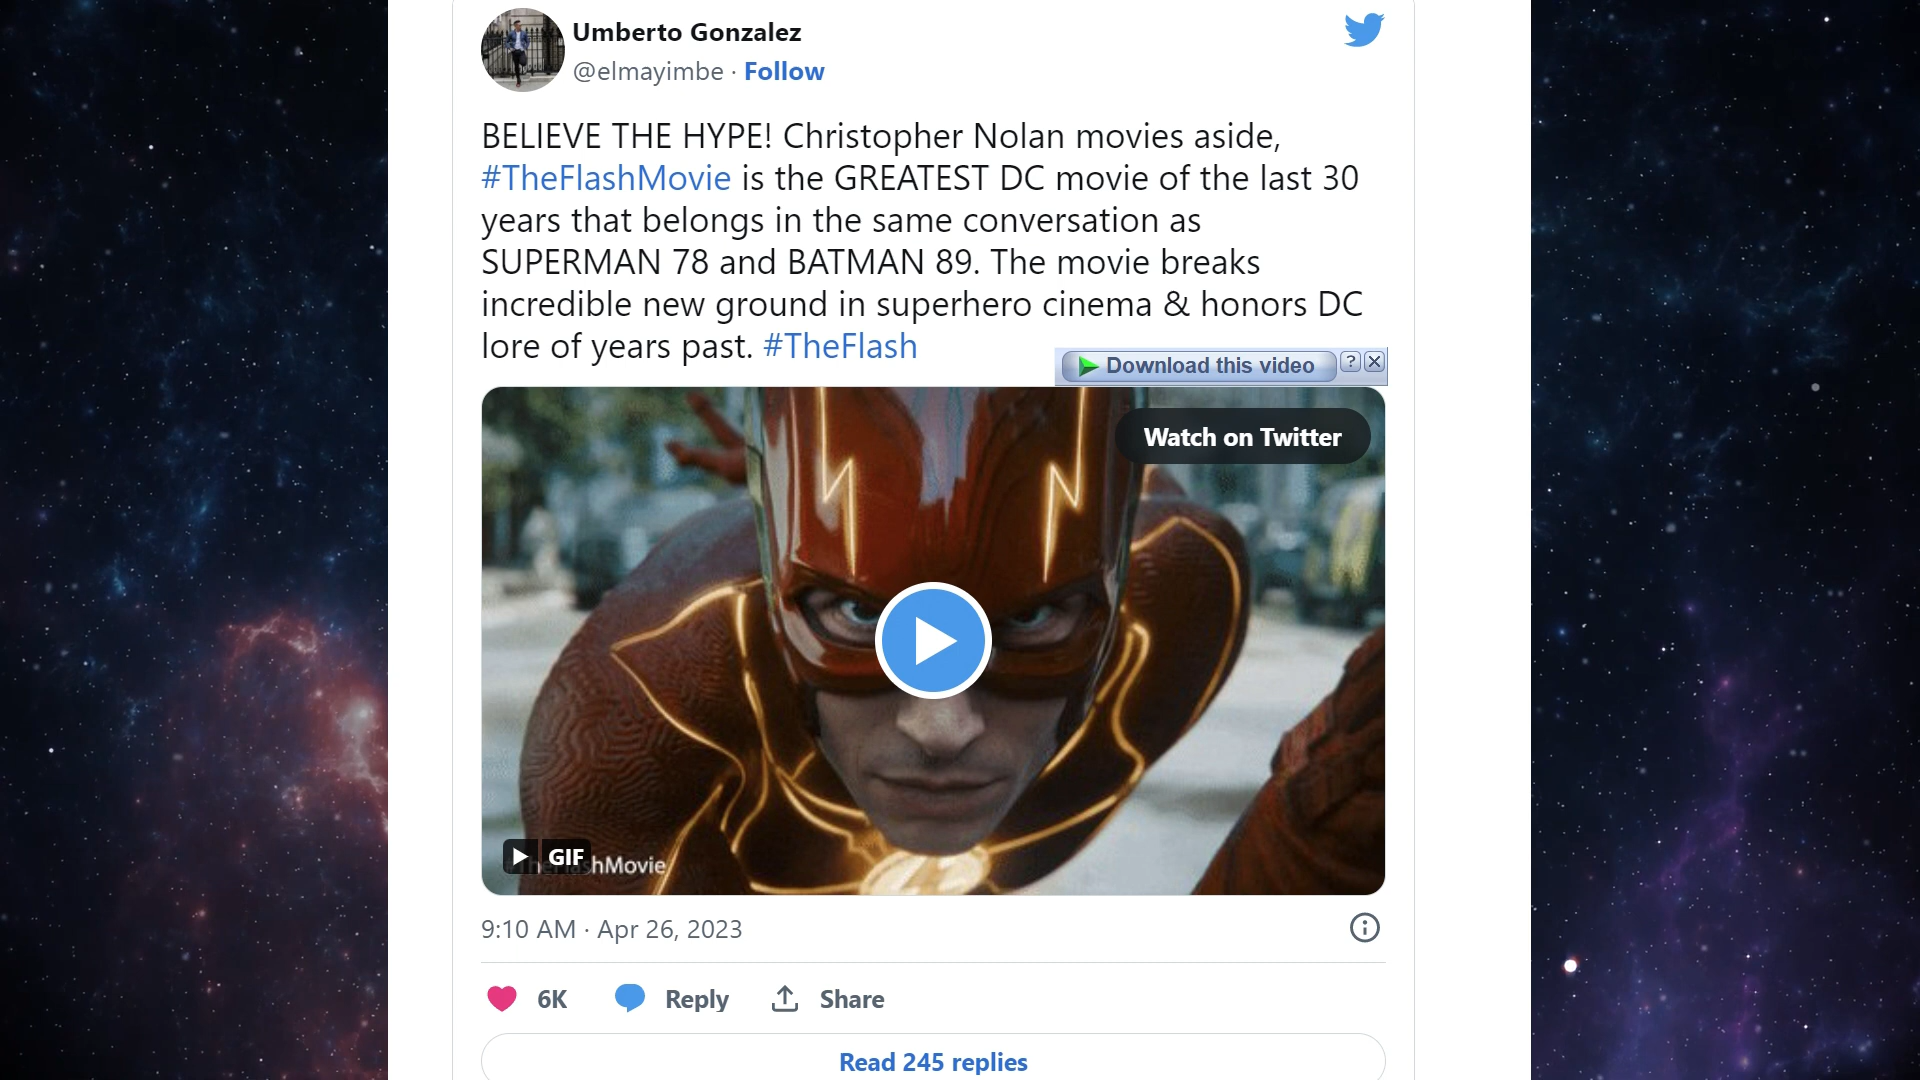 Umberto Gonzalez
@elmayimbe · Follow
BELIEVE THE HYPE! Christopher Nolan movies aside,
#TheFlashMovie is the GREATEST DC movie of the last 30
years that belongs in the same conversation as
SUPERMAN 78 and BATMAN 89. The movie breaks
incredible new ground in superhero cinema & honors DC
lore of years past. #TheFlash
Download this video ?
Watch on Twitter
GIF
hMovie
9:10 AM · Apr 26, 2023
6K Reply Share
Read 245 replies